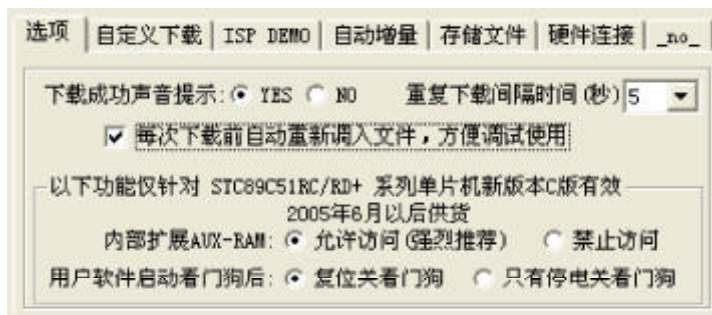 选项 自定义下载 ISP DEMO 自动增量 存储文件 硬件连接 _no_
下载成功声音提示: YES NO 重复下载间隔时间(秒) 5
每次下载前自动重新调入文件，方便调试使用
以下功能仅针对 STC89C51RC/RD+ 系列单片机新版本C版有效
2005年6月以后供货
内部扩展AUX-RAM: 允许访问(强烈推荐) 禁止访问
用户软件启动看门狗后: 复位关看门狗 只有停电关看门狗